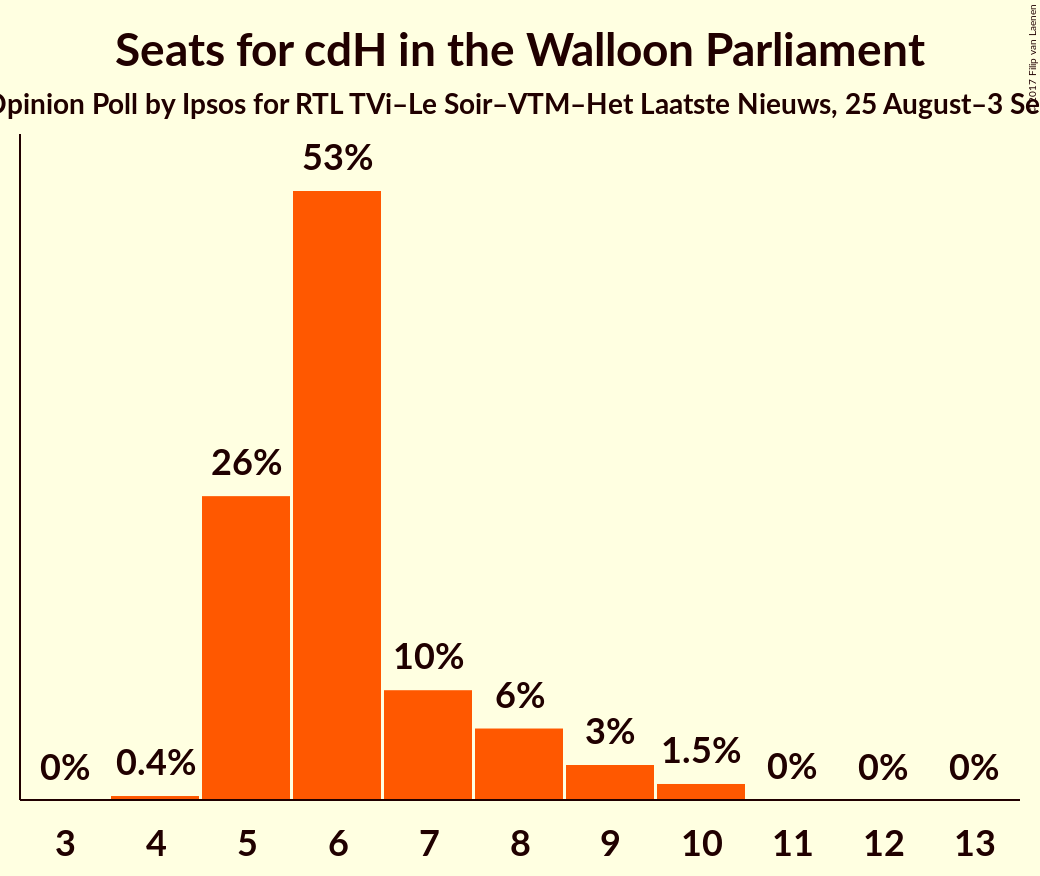 Seats for cdH in the Walloon Parliament
Opinion Poll by Ipsos for RTL TVi–Le Soir–VTM–Het Laatste Nieuws, 25 August–3
2017 Filip van Laenen
53%
26%
10%
6%
3%
1.5%
0.4%
0%
0%
0%
0%
3 4 5 6 7 8 9 10 11 12 13